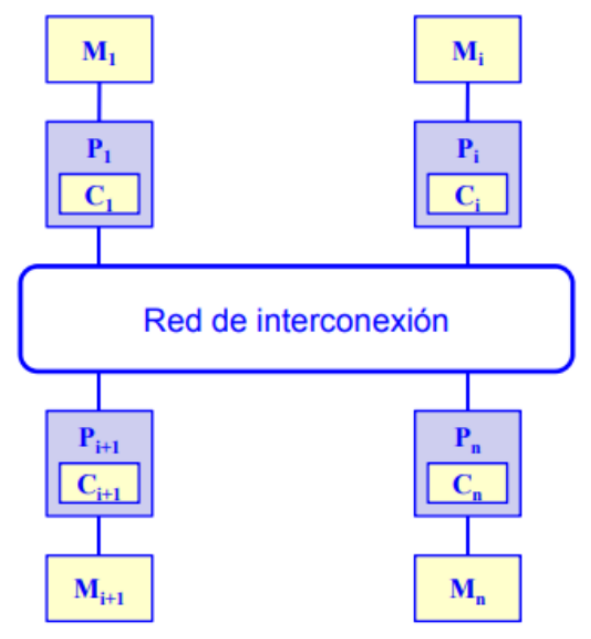 M₁
Mᵢ
P₁
C₁
Pᵢ
Cᵢ
Red de interconexión
Pᵢ₊₁
Cᵢ₊₁
Pₙ
Cₙ
Mᵢ₊₁
Mₙ